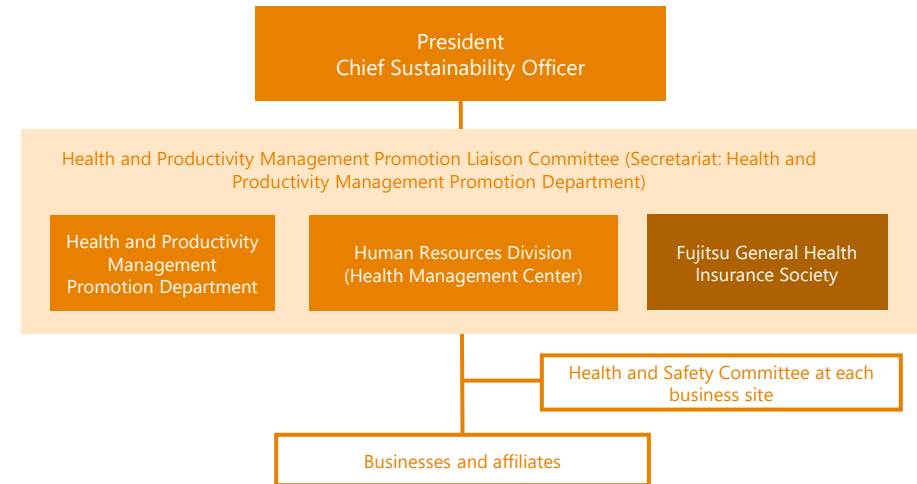 President
Chief Sustainability Officer
Health and Productivity Management Promotion Liaison Committee (Secretariat: Health and
Productivity Management Promotion Department)
Health and Productivity
Management
Promotion Department
Human Resources Division
(Health Management Center)
Fujitsu General Health
Insurance Society
Health and Safety Committee at each
business site
Businesses and affiliates